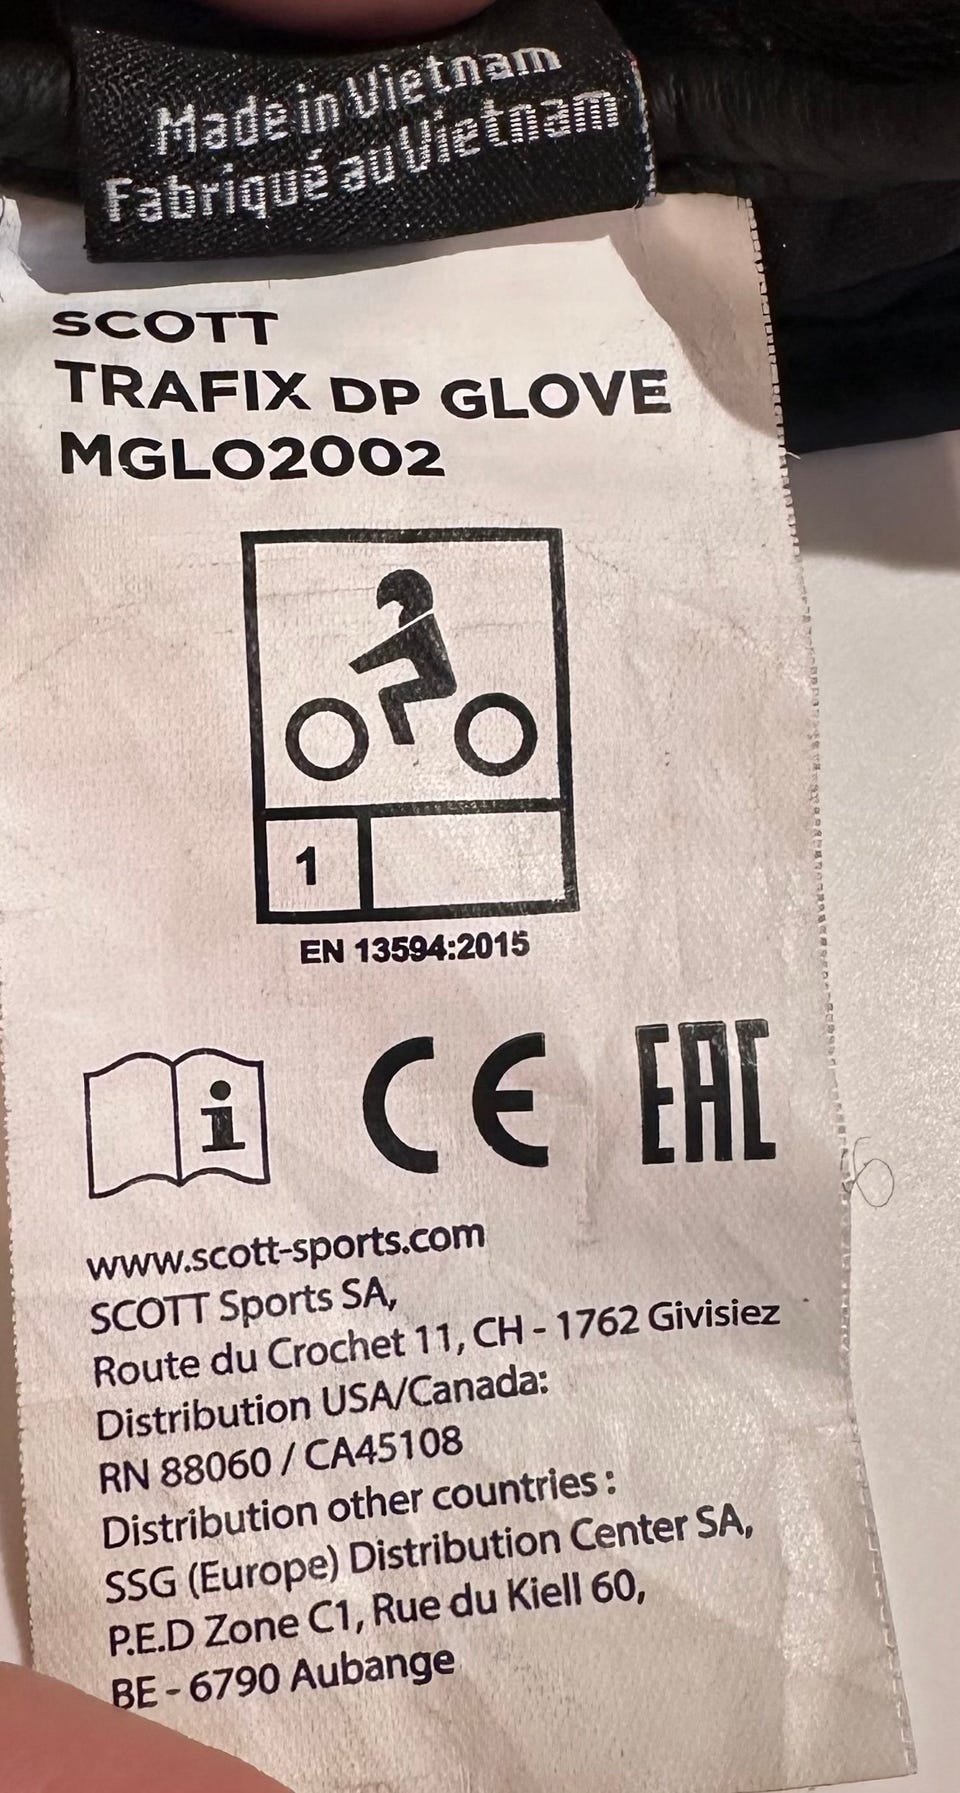 Made in Vietnam
Fabriqué au Vietnam
SCOTT
TRAFIX DP GLOVE
MGLO2002
1
EN 13594:2015
i
CE EAC
www.scott-sports.com
SCOTT Sports SA,
Route du Crochet 11, CH - 1762 Givisiez
Distribution USA/Canada:
RN 88060 / CA45108
Distribution other countries :
SSG (Europe) Distribution Center SA,
P.E.D Zone C1, Rue du Kiell 60,
BE - 6790 Aubange